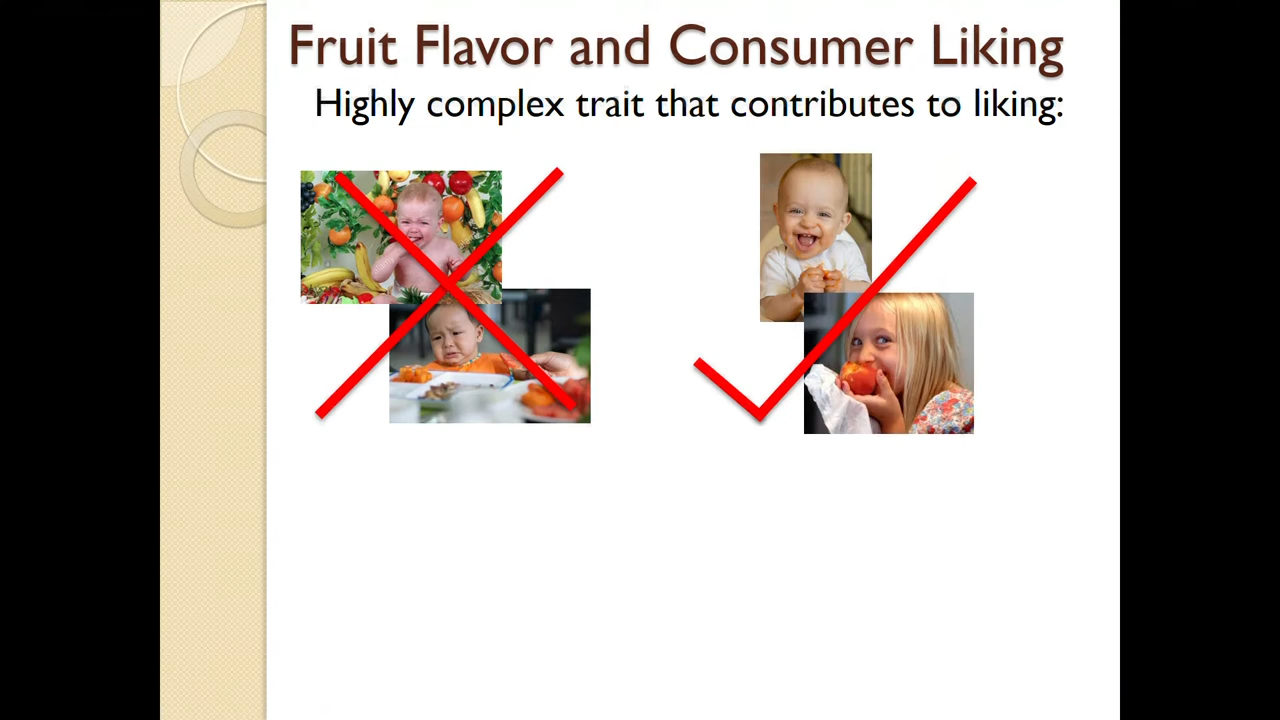 Fruit Flavor and Consumer Liking
Highly complex trait that contributes to liking: